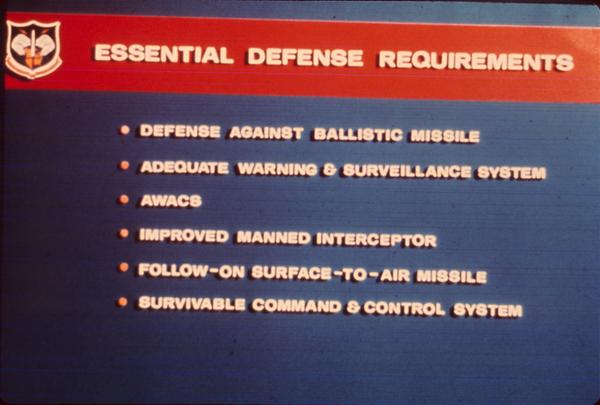 ESSENTIAL DEFENSE REQUIREMENTS
• DEFENSE AGAINST BALLISTIC MISSILE
• ADEQUATE WARNING & SURVEILLANCE SYSTEM
• AWACS
• IMPROVED MANNED INTERCEPTOR
• FOLLOW-ON SURFACE-TO-AIR MISSILE
• SURVIVABLE COMMAND & CONTROL SYSTEM